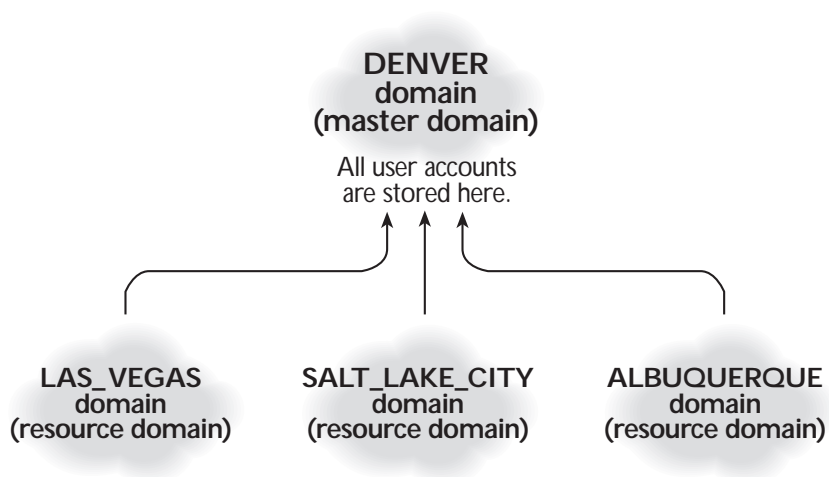 DENVER
domain
(master domain)
All user accounts
are stored here.
LAS_VEGAS
domain
(resource domain)
SALT_LAKE_CITY
domain
(resource domain)
ALBUQUERQUE
domain
(resource domain)